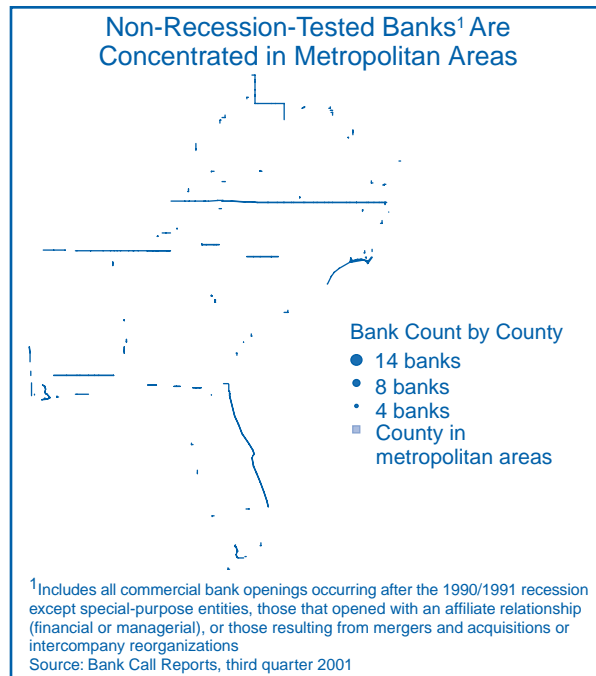 Non-Recession-Tested Banks¹ Are
Concentrated in Metropolitan Areas
Bank Count by County
14 banks
8 banks
4 banks
County in
metropolitan areas
¹Includes all commercial bank openings occurring after the 1990/1991 recession
except special-purpose entities, those that opened with an affiliate relationship
(financial or managerial), or those resulting from mergers and acquisitions or
intercompany reorganizations
Source: Bank Call Reports, third quarter 2001